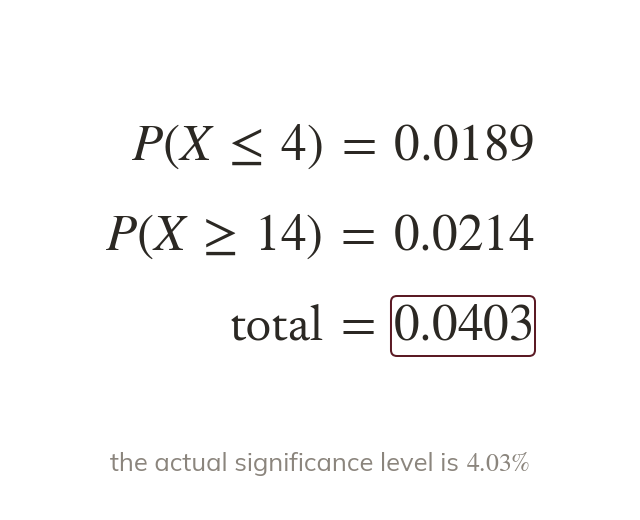 P(X ≤ 4) = 0.0189
P(X ≥ 14) = 0.0214
total = 0.0403
the actual significance level is 4.03%